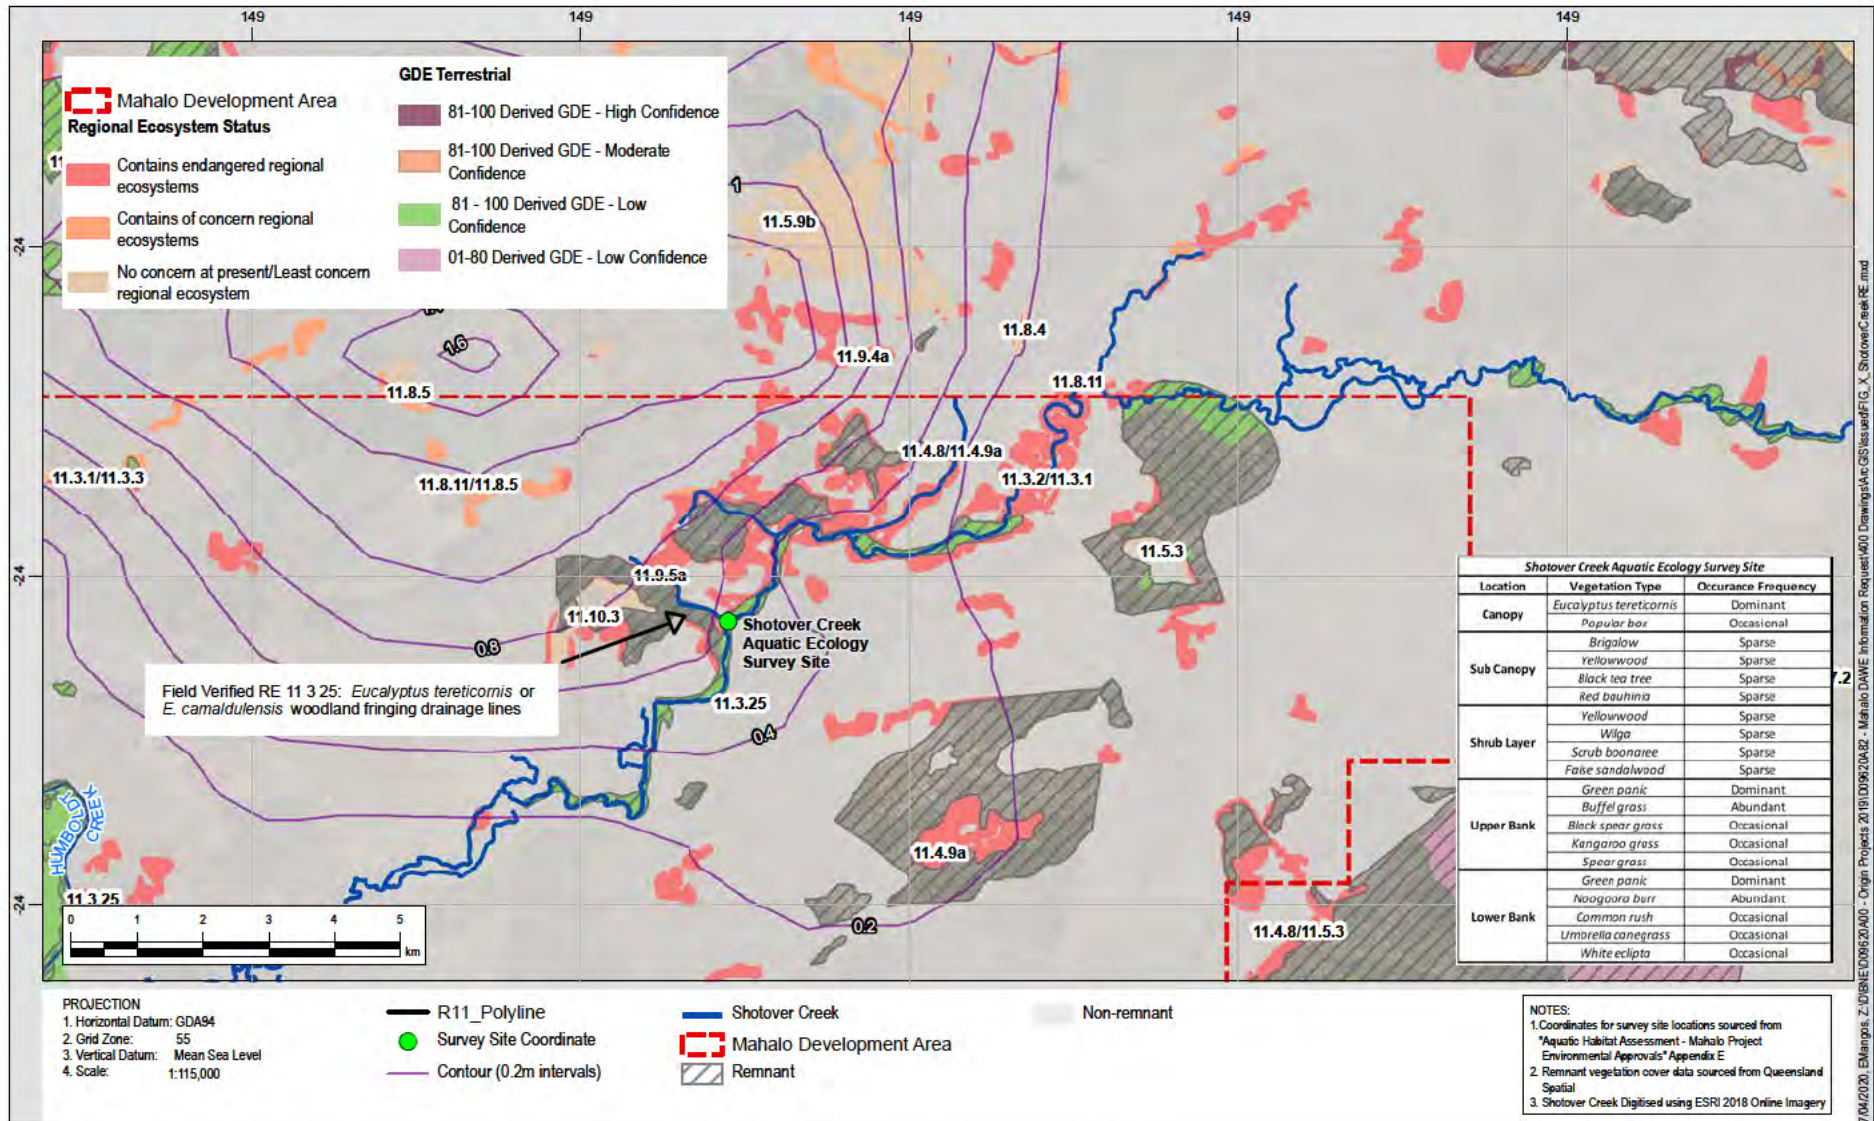 149 149 149 149 149
-24
-24
-24
Mahalo Development Area
Regional Ecosystem Status
Contains endangered regional
ecosystems
Contains of concern regional
ecosystems
No concern at present/Least concern
regional ecosystem
GDE Terrestrial
81-100 Derived GDE - High Confidence
81-100 Derived GDE - Moderate
Confidence
81 - 100 Derived GDE - Low
Confidence
01-80 Derived GDE - Low Confidence
1
11.5.9b
1.6
11.8.4
11.9.4a
11.8.5
11.8.11
11.3.1/11.3.3
11.8.11/11.8.5
11.4.8/11.4.9a
11.3.2/11.3.1
11.5.3
11.9.5a
11.10.3
0.8
Shotover Creek
Aquatic Ecology
Survey Site
Field Verified RE 11 3 25: Eucalyptus tereticornis or
E. camaldulensis woodland fringing drainage lines
11.3.25
0.4
7.2
HUMBOLDT
CREEK
11.4.9a
11.3.25
0.2
11.4.8/11.5.3
0 1 2 3 4 5
km
Shotover Creek Aquatic Ecology Survey Site
Location Vegetation Type Occurance Frequency
Canopy
Eucalyptus tereticornis Dominant
Popular box Occasional
Sub Canopy
Brigalow Sparse
Yellowwood Sparse
Black tea tree Sparse
Red bauhinia Sparse
Shrub Layer
Yellowwood Sparse
Wilga Sparse
Scrub boonaree Sparse
False sandalwood Sparse
Upper Bank
Green panic Dominant
Buffel grass Abundant
Black spear grass Occasional
Kangaroo grass Occasional
Spear grass Occasional
Lower Bank
Green panic Dominant
Noogoora burr Abundant
Common rush Occasional
Umbrella canegrass Occasional
White eclipta Occasional
PROJECTION
1. Horizontal Datum: GDA94
2. Grid Zone: 55
3. Vertical Datum: Mean Sea Level
4. Scale: 1:115,000
R11_Polyline
Survey Site Coordinate
Contour (0.2m intervals)
Shotover Creek
Mahalo Development Area
Remnant
Non-remnant
NOTES:
1.Coordinates for survey site locations sourced from
"Aquatic Habitat Assessment - Mahalo Project
Environmental Approvals" Appendix E
2. Remnant vegetation cover data sourced from Queensland
Spatial
3. Shotover Creek Digitised using ESRI 2018 Online Imagery